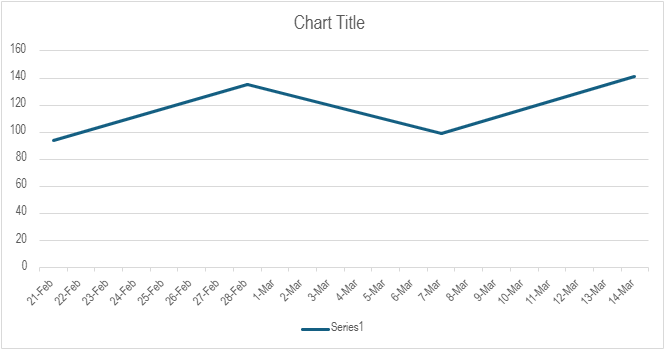 Chart Title
160
140
120
100
80
60
40
20
0
21-Feb
22-Feb
23-Feb
24-Feb
25-Feb
26-Feb
27-Feb
28-Feb
1-Mar
2-Mar
3-Mar
4-Mar
5-Mar
6-Mar
7-Mar
8-Mar
9-Mar
10-Mar
11-Mar
12-Mar
13-Mar
14-Mar
Series1